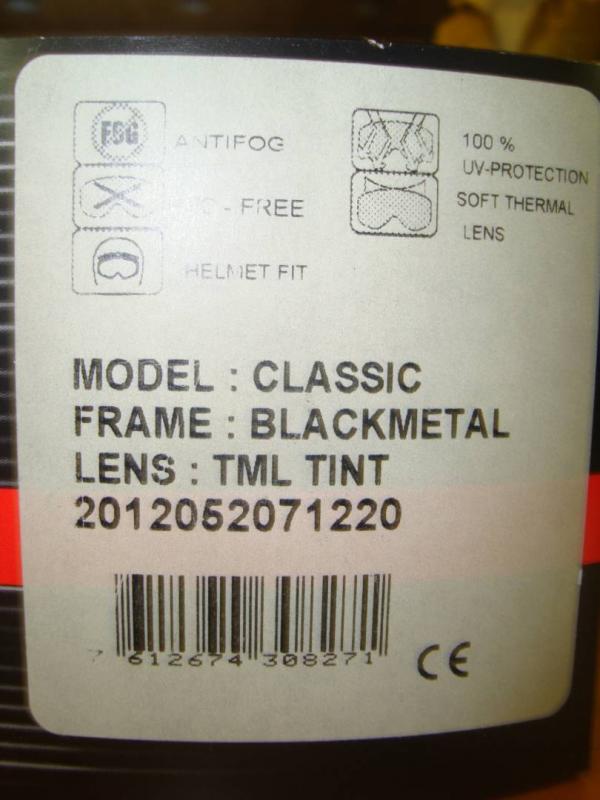 FOG
ANTIFOG
100 %
UV-PROTECTION
- FREE
SOFT THERMAL
LENS
HELMET FIT
MODEL : CLASSIC
FRAME : BLACKMETAL
LENS : TML TINT
2012052071220
7 612674 308271
CE